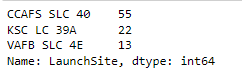 CCAFS SLC 40    55
KSC LC 39A      22
VAFB SLC 4E     13
Name: LaunchSite, dtype: int64